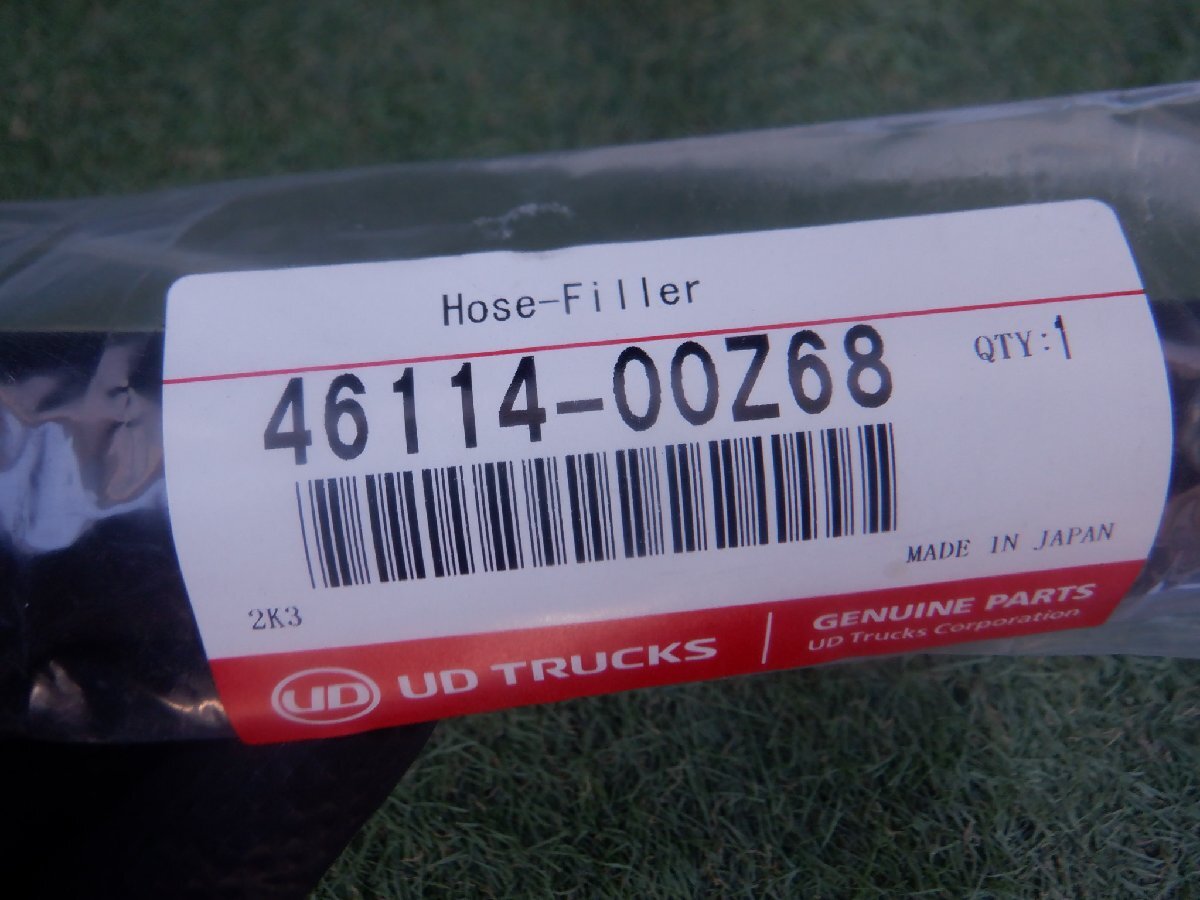 Hose-Filler
46114-00Z68
QTY:1
MADE IN JAPAN
2K3
UD UD TRUCKS
GENUINE PARTS
UD Trucks Corporation